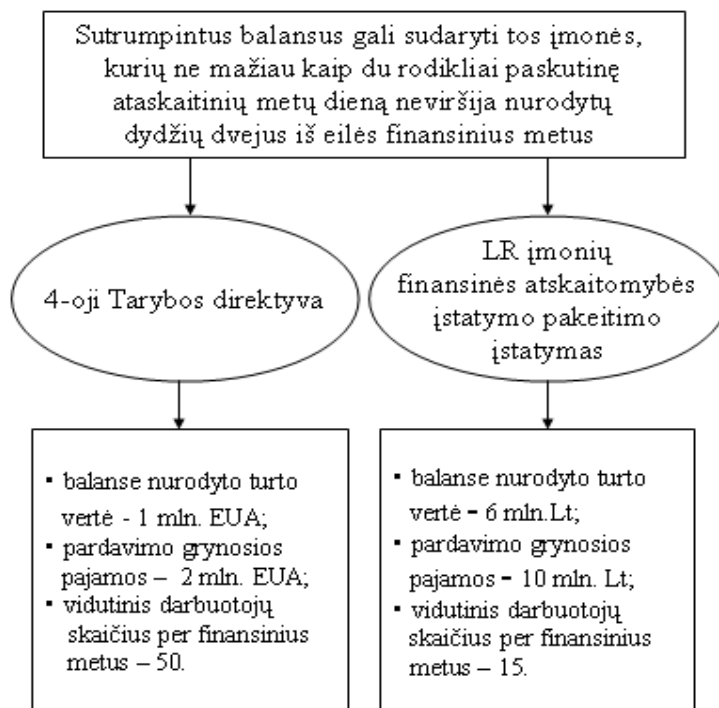 Sutrumpintus balansus gali sudaryti tos įmonės,
kurių ne mažiau kaip du rodikliai paskutinę
ataskaitinių metų dieną neviršija nurodytų
dydžių dvejus iš eilės finansinius metus
4-oji Tarybos direktyva
LR įmonių
finansinės atskaitomybės
įstatymo pakeitimo
įstatymas
▪ balanse nurodyto turto
vertė - 1 mln. EUA;
▪ pardavimo grynosios
pajamos – 2 mln. EUA;
▪ vidutinis darbuotojų
skaičius per finansinius
metus – 50.
▪ balanse nurodyto turto
vertė – 6 mln.Lt;
▪ pardavimo grynosios
pajamos – 10 mln. Lt;
▪ vidutinis darbuotojų
skaičius per finansinius
metus – 15.